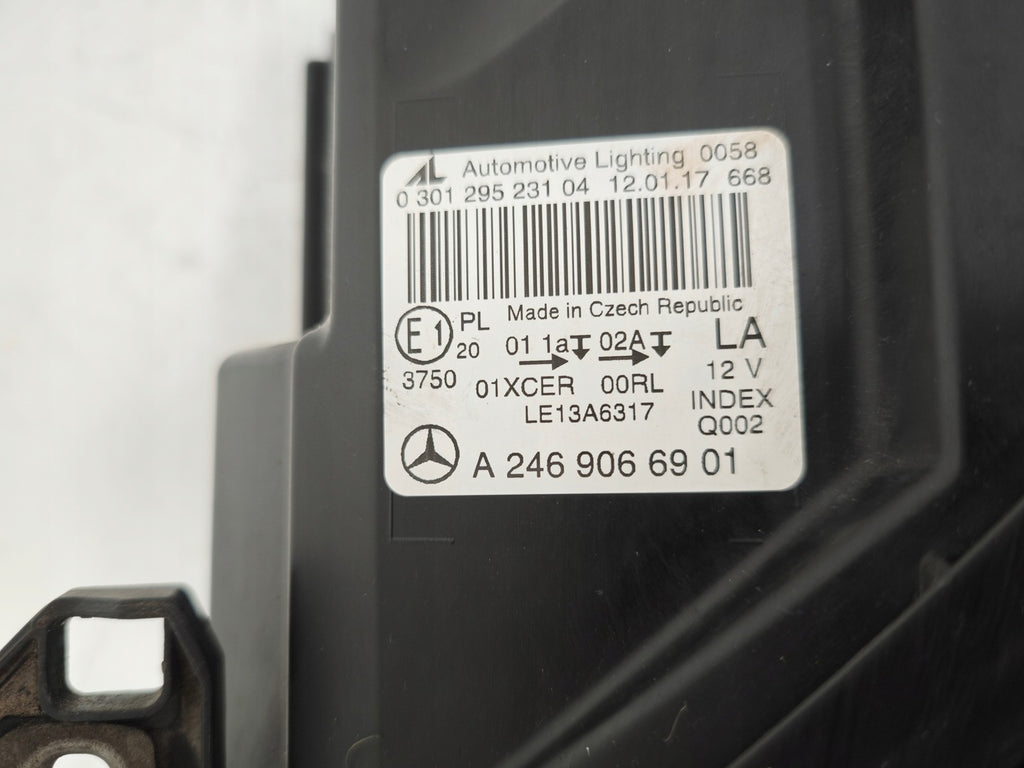 AL Automotive Lighting 0058
0 301 295 231 04 12.01.17 668
Made in Czech Republic
E1 PL 20 01 1a 02A LA
3750 01XCER 00RL 12 V
LE13A6317 INDEX
Q002
A 246 906 69 01